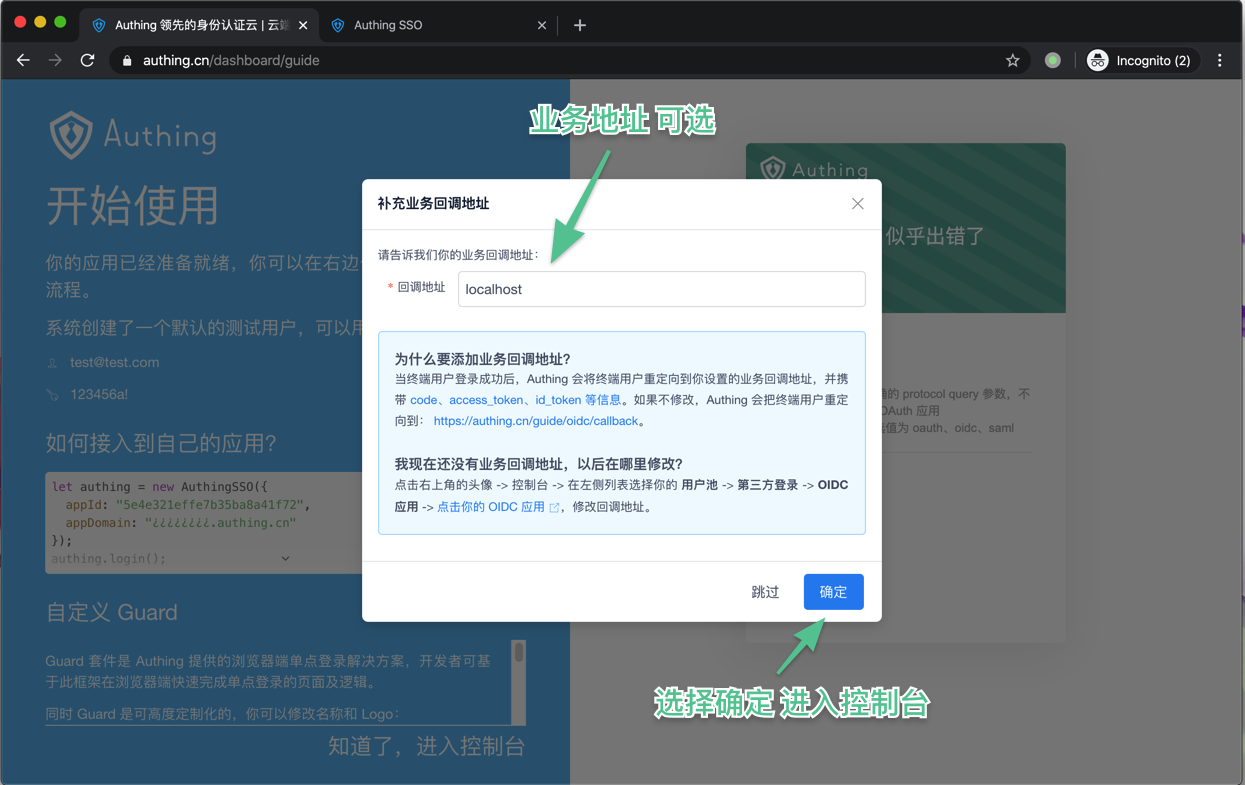 Authing 领先的身份认证云 | 云端
Authing SSO
authing.cn/dashboard/guide
Incognito (2)
Authing
开始使用
你的应用已经准备就绪，你可以在右边
流程。
系统创建了一个默认的测试用户，可以用
test@test.com
123456a!
如何接入到自己的应用?
let authing = new AuthingSSO({
appId: "5e4e321effe7b35ba8a41f72",
appDomain: "¿¿¿¿¿¿¿¿.authing.cn"
});
authing.login();
自定义 Guard
Guard 套件是 Authing 提供的浏览器端单点登录解决方案，开发者可基
于此框架在浏览器端快速完成单点登录的页面及逻辑。
同时 Guard 是可高度定制化的，你可以修改名称和 Logo：
知道了，进入控制台
业务地址 可选
补充业务回调地址
请告诉我们你的业务回调地址：
* 回调地址
localhost
为什么要添加业务回调地址?
当终端用户登录成功后，Authing 会将终端用户重定向到你设置的业务回调地址，并携
带 code、access_token、id_token 等信息。如果不修改，Authing 会把终端用户重定
向到： https://authing.cn/guide/oidc/callback。
我现在还没有业务回调地址，以后在哪里修改?
点击右上角的头像 -> 控制台 -> 在左侧列表选择你的 用户池 -> 第三方登录 -> OIDC
应用 -> 点击你的 OIDC 应用，修改回调地址。
跳过
确定
选择确定 进入控制台
Authing
似乎出错了
的 protocol query 参数，不
OAuth 应用
值为 oauth、oidc、saml